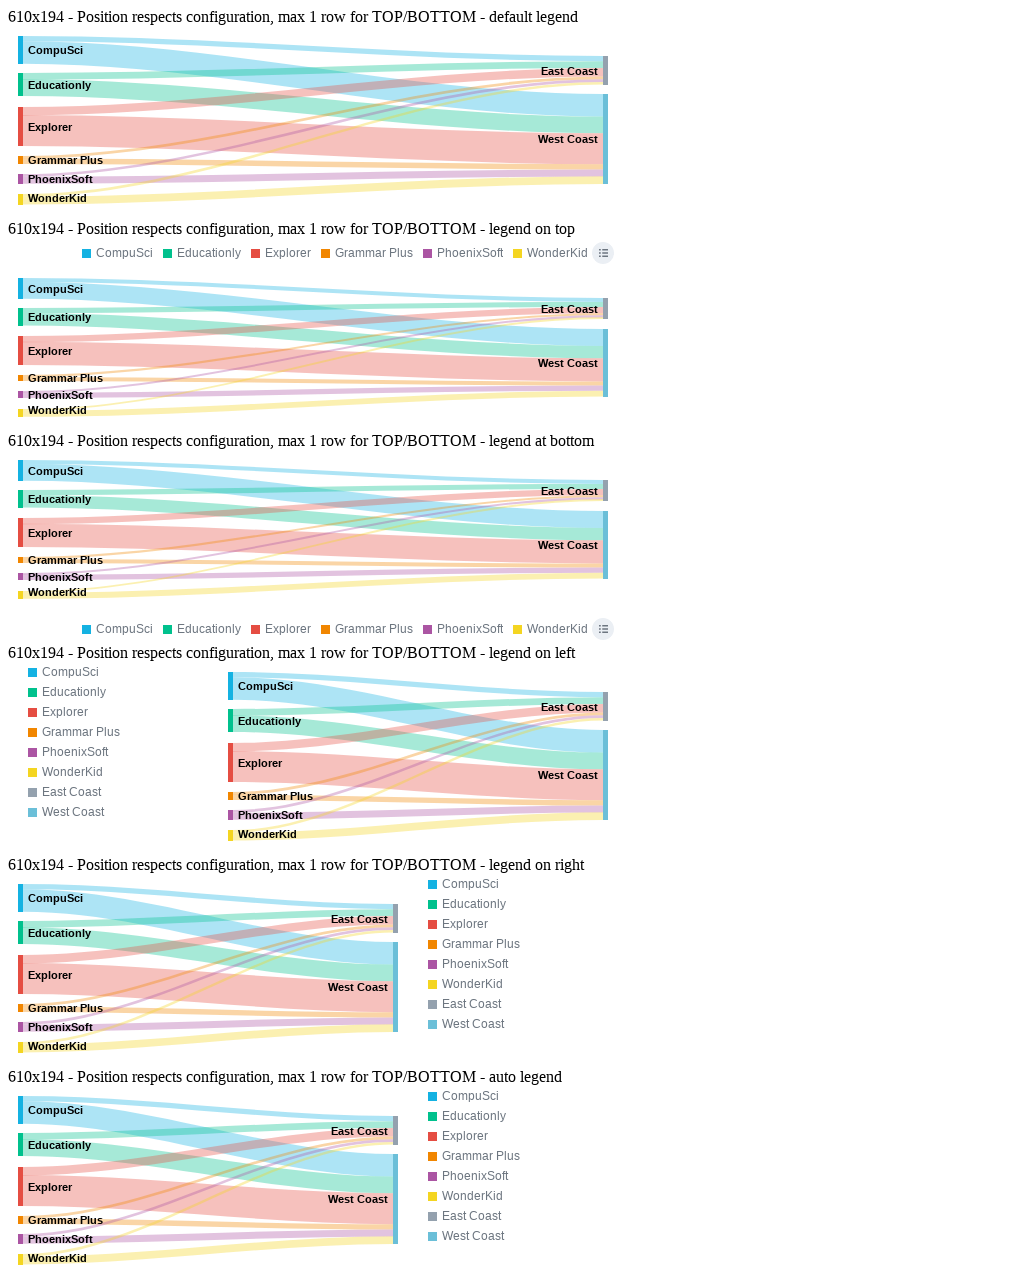 610x194 - Position respects configuration, max 1 row for TOP/BOTTOM - default legend
CompuSci
East Coast
Educationly
Explorer
West Coast
Grammar Plus
PhoenixSoft
WonderKid
610x194 - Position respects configuration, max 1 row for TOP/BOTTOM - legend on top
CompuSci Educationly Explorer Grammar Plus PhoenixSoft WonderKid
CompuSci
East Coast
Educationly
Explorer
West Coast
Grammar Plus
PhoenixSoft
WonderKid
610x194 - Position respects configuration, max 1 row for TOP/BOTTOM - legend at bottom
CompuSci
East Coast
Educationly
Explorer
West Coast
Grammar Plus
PhoenixSoft
WonderKid
CompuSci Educationly Explorer Grammar Plus PhoenixSoft WonderKid
610x194 - Position respects configuration, max 1 row for TOP/BOTTOM - legend on left
CompuSci
Educationly
Explorer
Grammar Plus
PhoenixSoft
WonderKid
East Coast
West Coast
CompuSci
East Coast
Educationly
Explorer
West Coast
Grammar Plus
PhoenixSoft
WonderKid
610x194 - Position respects configuration, max 1 row for TOP/BOTTOM - legend on right
CompuSci
East Coast
Educationly
Explorer
West Coast
Grammar Plus
PhoenixSoft
WonderKid
CompuSci
Educationly
Explorer
Grammar Plus
PhoenixSoft
WonderKid
East Coast
West Coast
610x194 - Position respects configuration, max 1 row for TOP/BOTTOM - auto legend
CompuSci
East Coast
Educationly
Explorer
West Coast
Grammar Plus
PhoenixSoft
WonderKid
CompuSci
Educationly
Explorer
Grammar Plus
PhoenixSoft
WonderKid
East Coast
West Coast